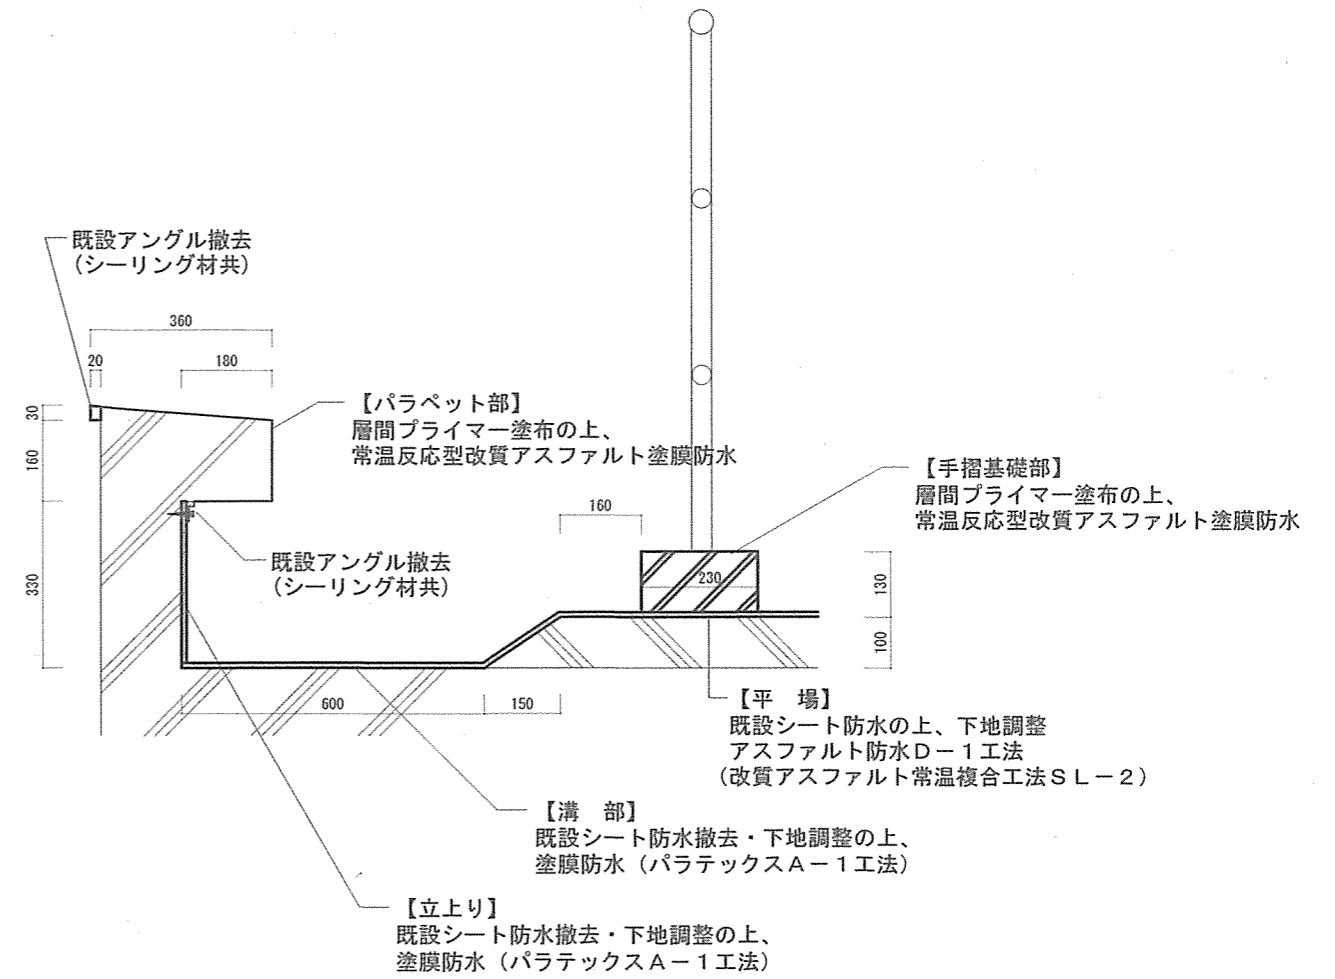 既設アングル撤去
（シーリング材共）
360
20
180
30
160
330
【パラペット部】
層間プライマー塗布の上、
常温反応型改質アスファルト塗膜防水
【手摺基礎部】
層間プライマー塗布の上、
常温反応型改質アスファルト塗膜防水
160
既設アングル撤去
（シーリング材共）
230
130
100
600
150
【平　場】
既設シート防水の上、下地調整
アスファルト防水Ｄ－１工法
（改質アスファルト常温複合工法ＳＬ－２）
【溝　部】
既設シート防水撤去・下地調整の上、
塗膜防水（パラテックスＡ－１工法）
【立上り】
既設シート防水撤去・下地調整の上、
塗膜防水（パラテックスＡ－１工法）